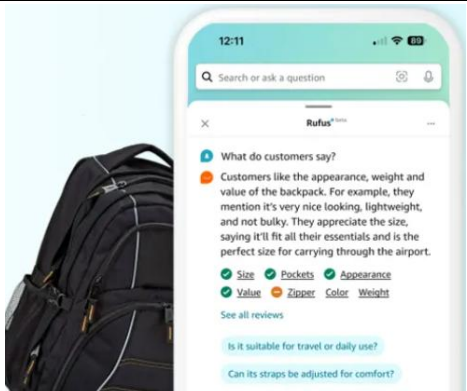 12:11
89
Search or ask a question
Rufus beta
What do customers say?
Customers like the appearance, weight and
value of the backpack. For example, they
mention it's very nice looking, lightweight,
and not bulky. They appreciate the size,
saying it'll fit all their essentials and is the
perfect size for carrying through the airport.
Size Pockets Appearance
Value Zipper Color Weight
See all reviews
Is it suitable for travel or daily use?
Can its straps be adjusted for comfort?